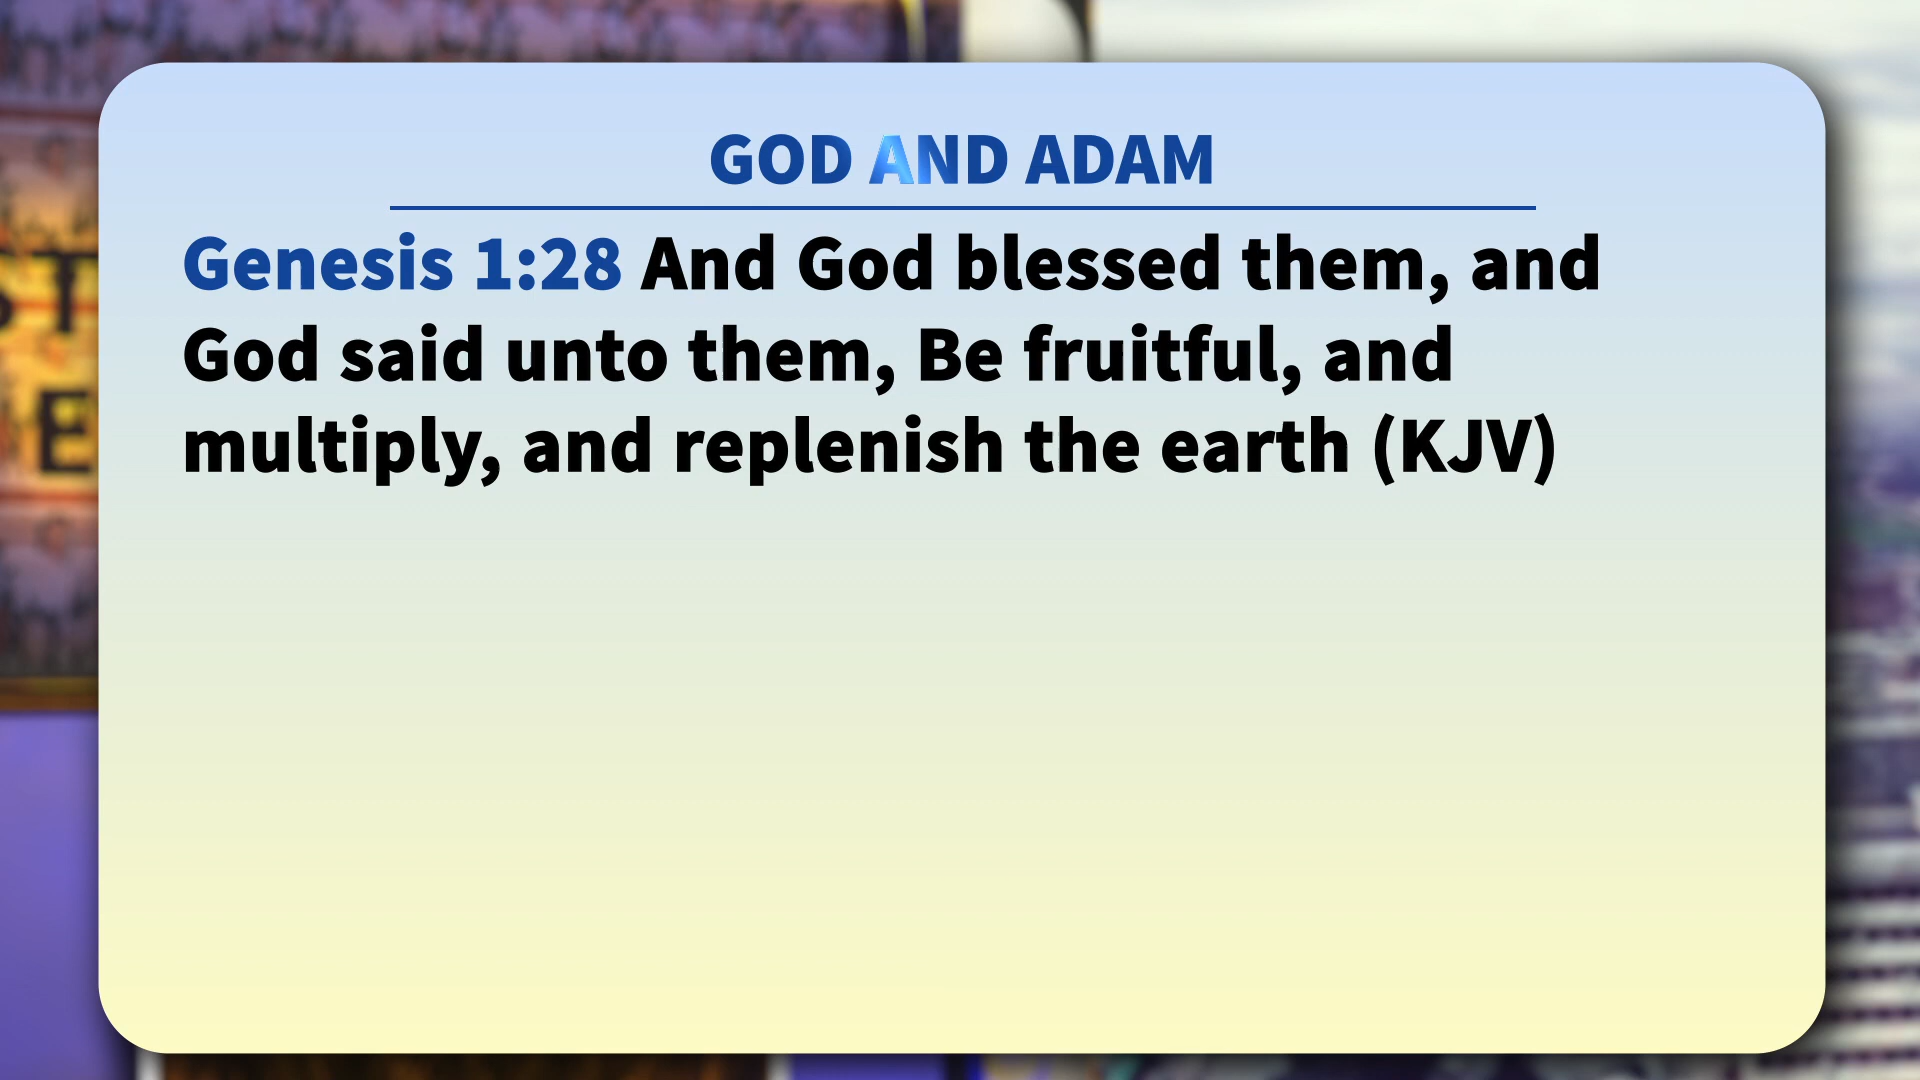 GOD AND ADAM
Genesis 1:28 And God blessed them, and
God said unto them, Be fruitful, and
multiply, and replenish the earth (KJV)